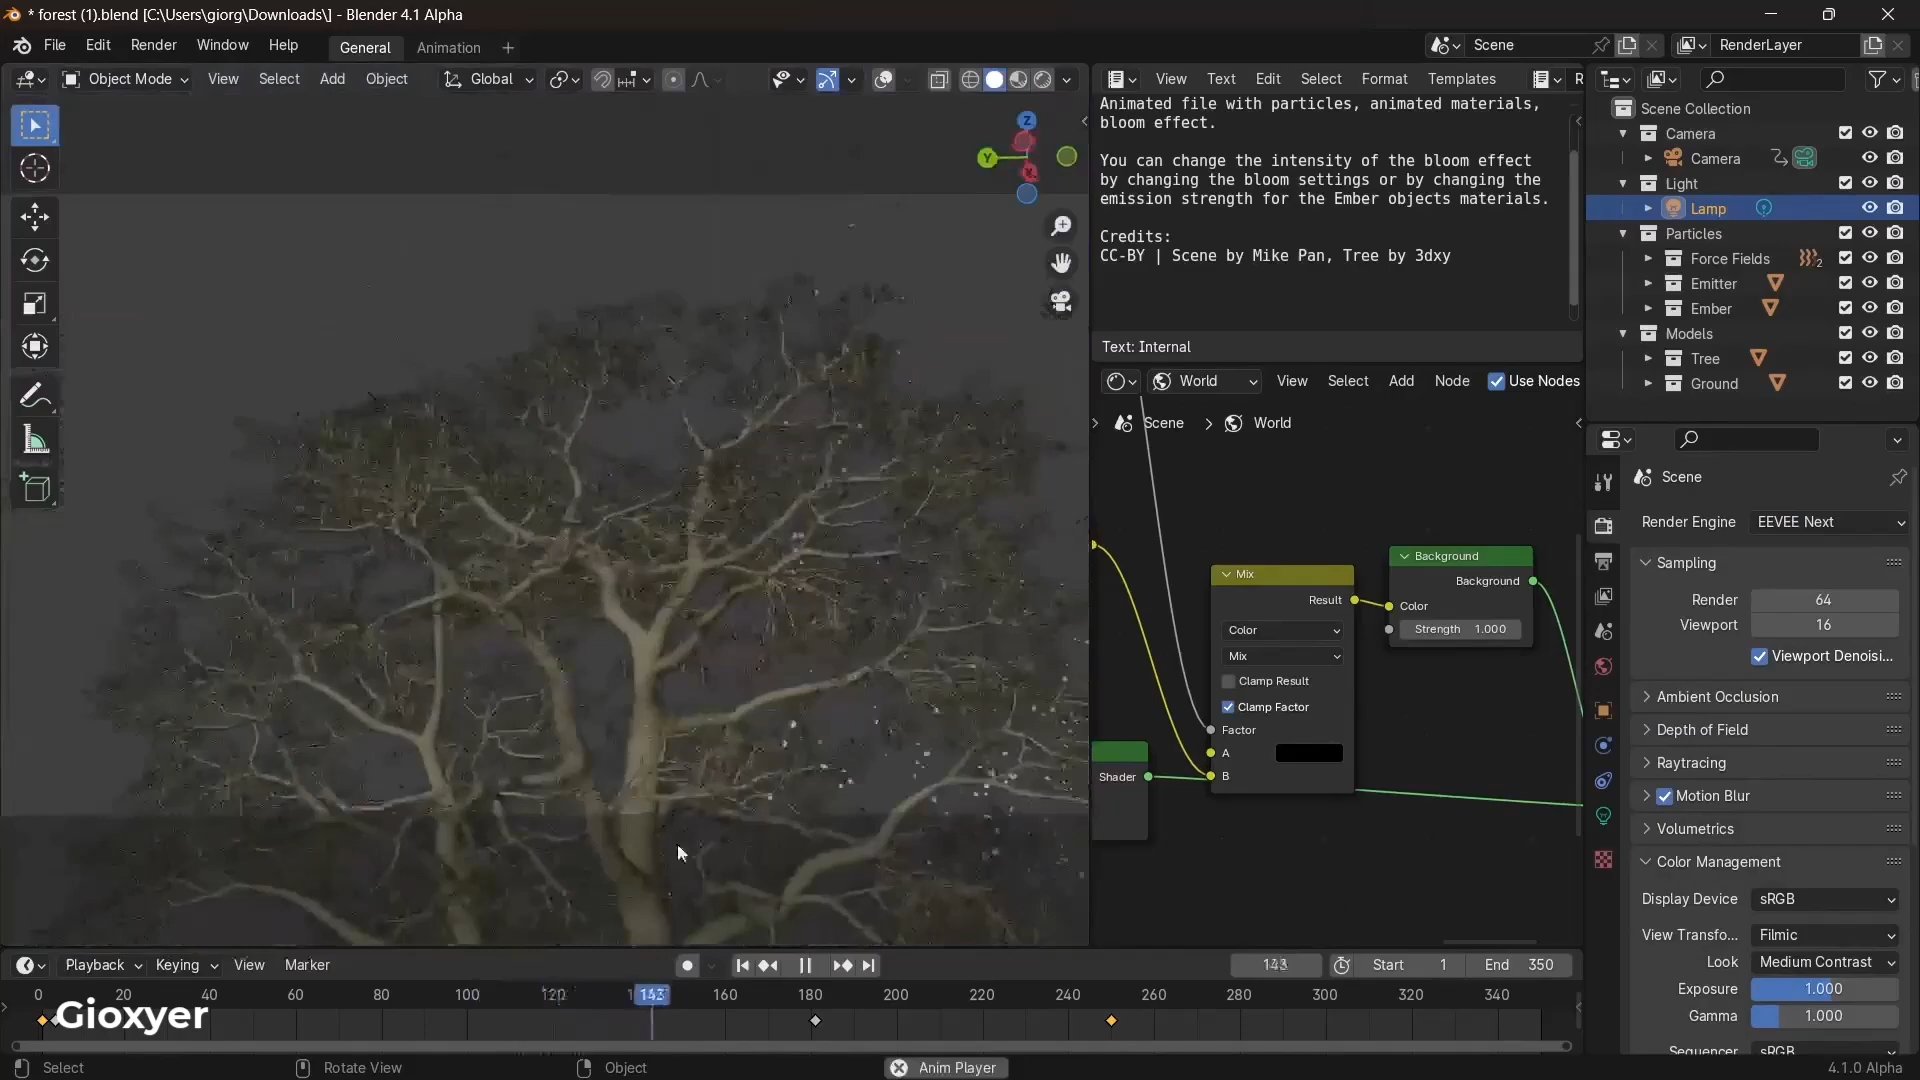 * forest (1).blend [C:\Users\giorg\Downloads\] - Blender 4.1 Alpha
File Edit Render Window Help General Animation + Scene RenderLayer
Object Mode View Select Add Object Global View Text Edit Select Format Templates R
Animated file with particles, animated materials,
bloom effect.
You can change the intensity of the bloom effect
by changing the bloom settings or by changing the
emission strength for the Ember objects materials.
Credits:
CC-BY | Scene by Mike Pan, Tree by 3dxy
Text: Internal
Z
Y
X
World View Select Add Node Use Nodes
Scene > World
Mix
Result
Color
Mix
Clamp Result
Clamp Factor
Factor
A
B
Background
Background
Color
Strength 1.000
Shader
Scene Collection
Camera
Camera
Light
Lamp
Particles
Force Fields 2
Emitter
Ember
Models
Tree
Ground
Scene
Render Engine EEVEE Next
Sampling
Render 64
Viewport 16
Viewport Denoisi...
Ambient Occlusion
Depth of Field
Raytracing
Motion Blur
Volumetrics
Color Management
Display Device sRGB
View Transfo... Filmic
Look Medium Contrast
Exposure 1.000
Gamma 1.000
Sequencer sRGB
Playback Keying View Marker 143 Start 1 End 350
0 20 40 60 80 100 120 143 160 180 200 220 240 260 280 300 320 340
Gioxyer
Select Rotate View Object Anim Player 4.1.0 Alpha